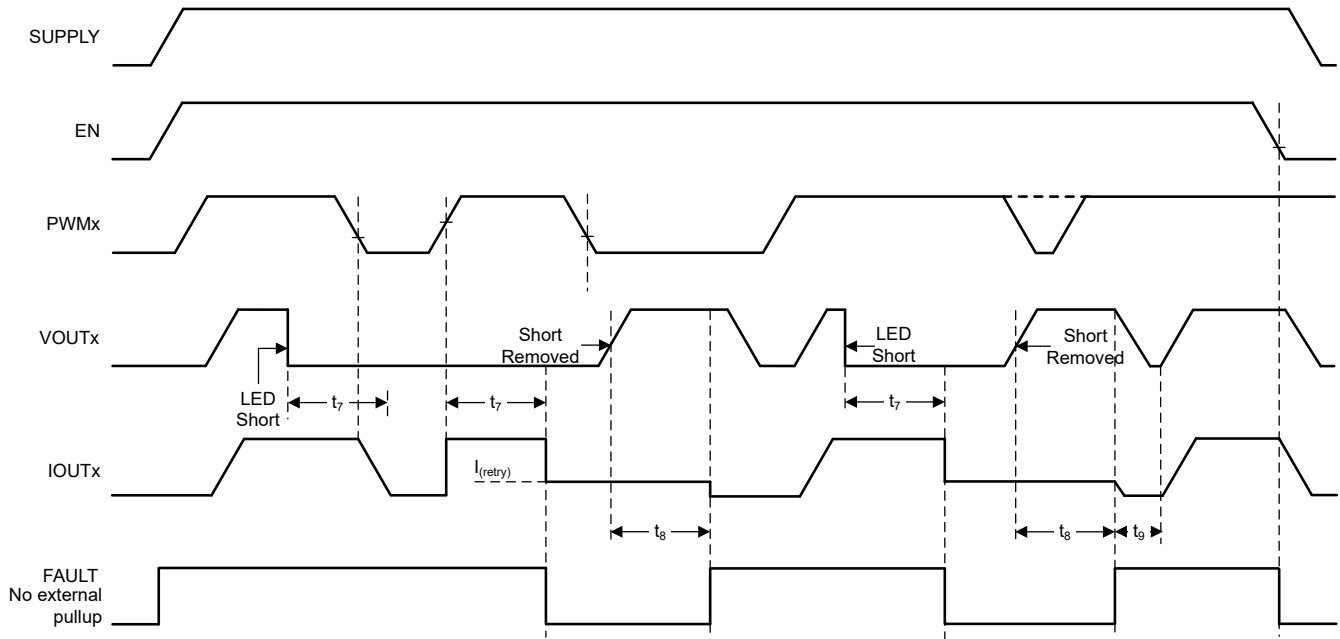 SUPPLY
EN
PWMx
VOUTx
LED
Short
t7
t7
Short
Removed
LED
Short
t7
Short
Removed
IOUTx
I(retry)
t8
t8
t9
FAULT
No external
pullup